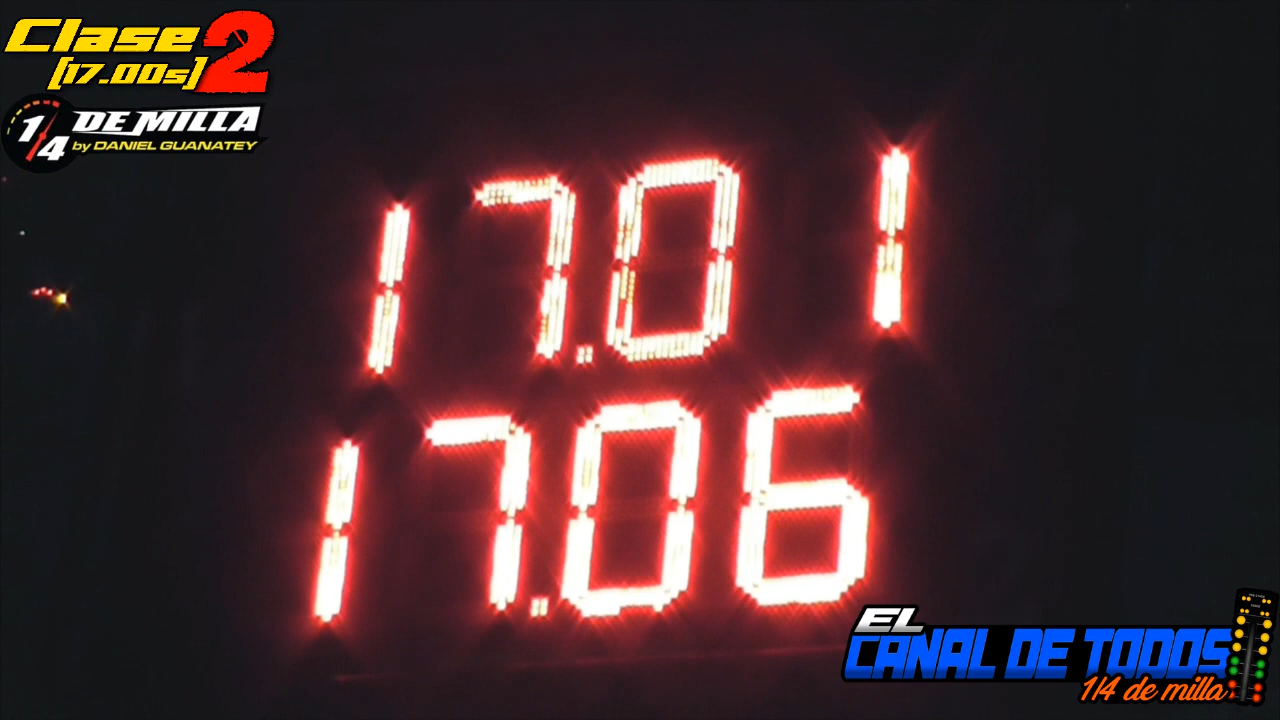 Clase 2
[17.00s]
1/4 DE MILLA
by DANIEL GUANATEY
17.01
17.06
EL
CANAL DE TODOS
1/4 de milla